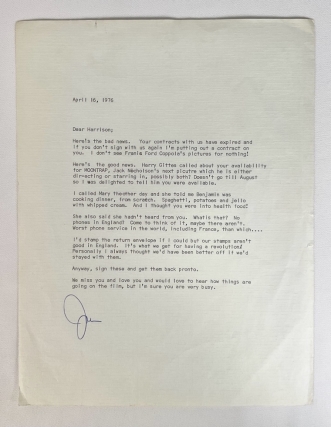 April 10, 1976
Dear Harrison;
Here's the bad news. Your contracts with us have expired and
if you don't sign with us again I'm putting out a contract on
you. I don't see Francis Ford Coppola's pictures for nothing!
Here's the good news. Harry Gittes called about your availability
for MOONTRAP, Jack Nicholson's next picutre which he is either
directing or starring in, possibly both! Doesn't go till August
so I was delighted to tell him you were available.
I called Mary theother day and she told me Benjamin was
cooking dinner, from scratch. Spaghetti, potatoes and jello
with whipped cream. And I thought you were into health food!
She also said she hadn't heard from you. Whats that? No
phones in England! Come to think of it, maybe there aren't.
Worst phone service in the world, including France, than which....
I'd stamp the return envelope if I could but our stamps aren't
good in England. It's what we get for having a revolution!
Personally I always thought we'd have been better off if we'd
stayed with them.
Anyway, sign these and get them back pronto.
We miss you and love you and would love to hear how things are
going on the film, but I'm sure you are very busy.